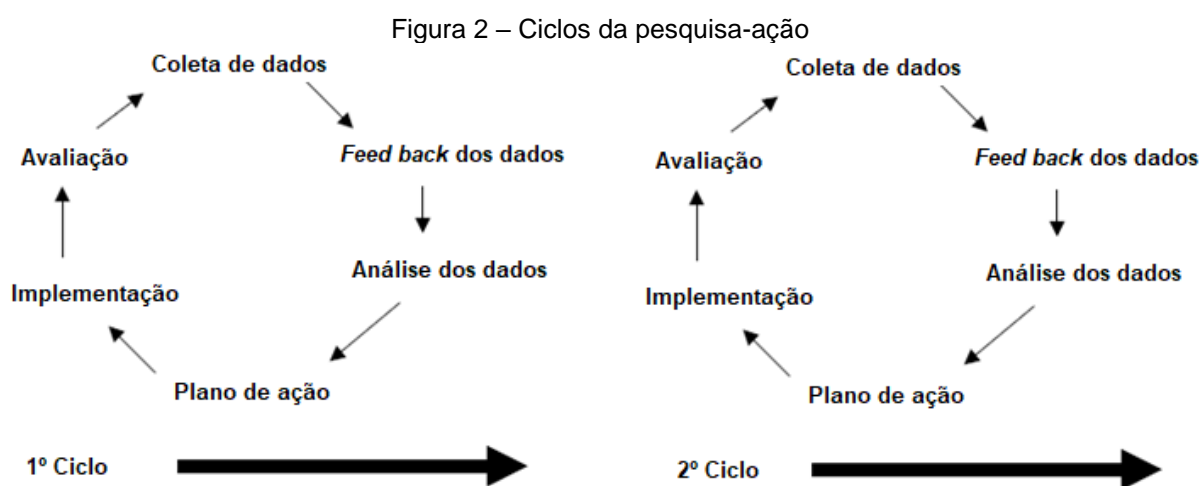 Figura 2 – Ciclos da pesquisa-ação
Coleta de dados
Feed back dos dados
Análise dos dados
Plano de ação
Implementação
Avaliação
1º Ciclo
Coleta de dados
Feed back dos dados
Análise dos dados
Plano de ação
Implementação
Avaliação
2º Ciclo